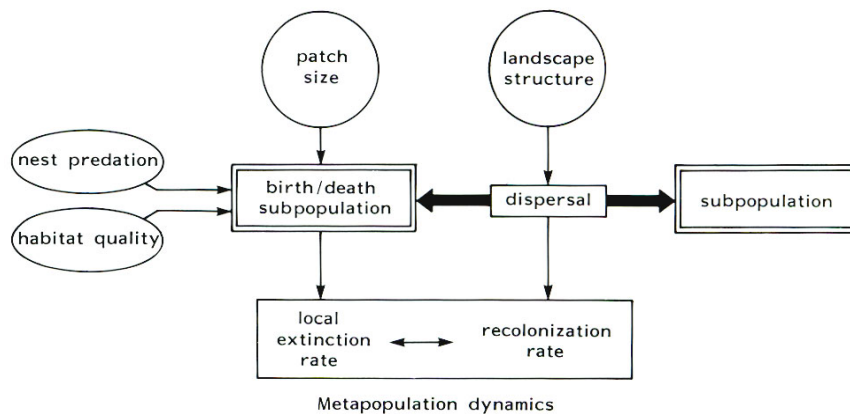 patch
size
landscape
structure
nest predation
habitat quality
birth/death
subpopulation
dispersal
subpopulation
local
extinction
rate
recolonization
rate
Metapopulation dynamics